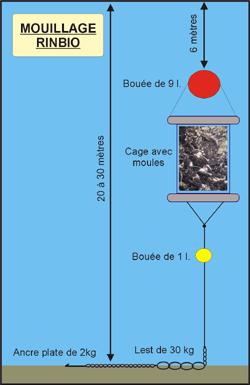 MOUILLAGE
RINBIO
6 mètres
Bouée de 9 l.
20 à 30 mètres
Cage avec
moules
Bouée de 1 l.
Ancre plate de 2kg
Lest de 30 kg